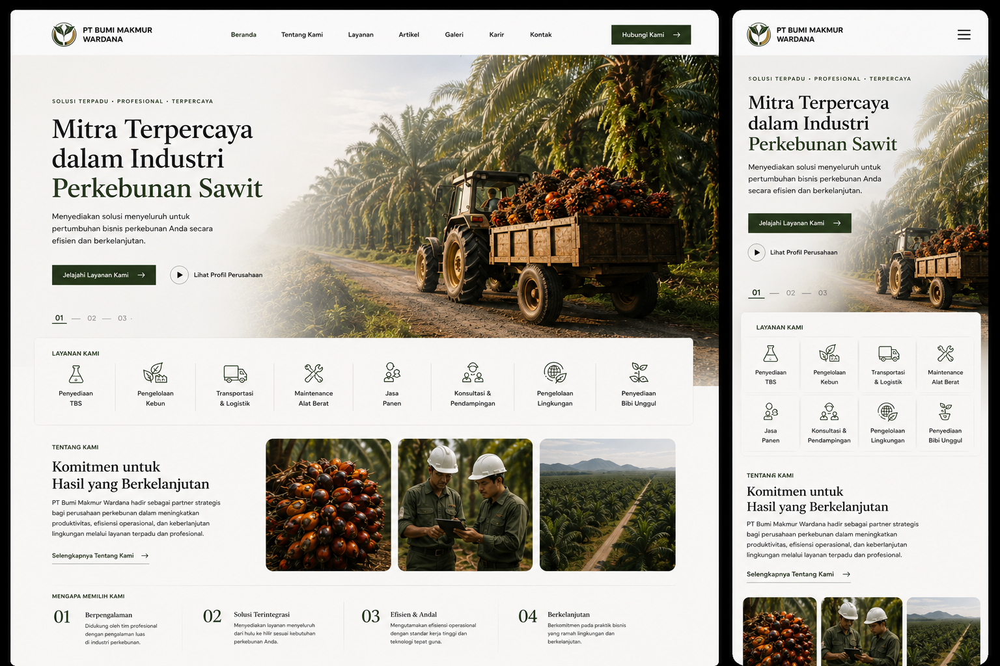 PT BUMI MAKMUR
WARDANA
Beranda
Tentang Kami
Layanan
Artikel
Galeri
Karir
Kontak
Hubungi Kami
SOLUSI TERPADU • PROFESIONAL • TERPERCAYA
Mitra Terpercaya
dalam Industri
Perkebunan Sawit
Menyediakan solusi menyeluruh untuk
pertumbuhan bisnis perkebunan Anda secara
efisien dan berkelanjutan.
Jelajahi Layanan Kami
Lihat Profil Perusahaan
01 — 02 — 03
LAYANAN KAMI
Penyediaan
TBS
Pengelolaan
Kebun
Transportasi
& Logistik
Maintenance
Alat Berat
Jasa
Panen
Konsultasi &
Pendampingan
Pengelolaan
Lingkungan
Penyediaan
Bibi Unggul
TENTANG KAMI
Komitmen untuk
Hasil yang Berkelanjutan
PT Bumi Makmur Wardana hadir sebagai partner strategis
bagi perusahaan perkebunan dalam meningkatkan
produktivitas, efisiensi operasional, dan keberlanjutan
lingkungan melalui layanan terpadu dan profesional.
Selengkapnya Tentang Kami
MENGAPA MEMILIH KAMI
01
Berpengalaman
Didukung oleh tim profesional
dengan pengalaman luas
di industri perkebunan.
02
Solusi Terintegrasi
Menyediakan layanan menyeluruh
dari hulu ke hilir sesuai kebutuhan
perkebunan Anda.
03
Efisien & Andal
Mengutamakan efisiensi operasional
dengan standar kerja tinggi dan
teknologi tepat guna.
04
Berkelanjutan
Berkomitmen pada praktik bisnis
yang ramah lingkungan dan
berkelanjutan.
PT BUMI MAKMUR
WARDANA
SOLUSI TERPADU • PROFESIONAL • TERPERCAYA
Mitra Terpercaya
dalam Industri
Perkebunan Sawit
Menyediakan solusi menyeluruh untuk
pertumbuhan bisnis perkebunan Anda
secara efisien dan berkelanjutan.
Jelajahi Layanan Kami
Lihat Profil Perusahaan
01 — 02 — 03
LAYANAN KAMI
Penyediaan
TBS
Pengelolaan
Kebun
Transportasi
& Logistik
Maintenance
Alat Berat
Jasa
Panen
Konsultasi &
Pendampingan
Pengelolaan
Lingkungan
Penyediaan
Bibi Unggul
TENTANG KAMI
Komitmen untuk
Hasil yang Berkelanjutan
PT Bumi Makmur Wardana hadir sebagai partner strategis
bagi perusahaan perkebunan dalam meningkatkan
produktivitas, efisiensi operasional, dan keberlanjutan
lingkungan melalui layanan terpadu dan profesional.
Selengkapnya Tentang Kami